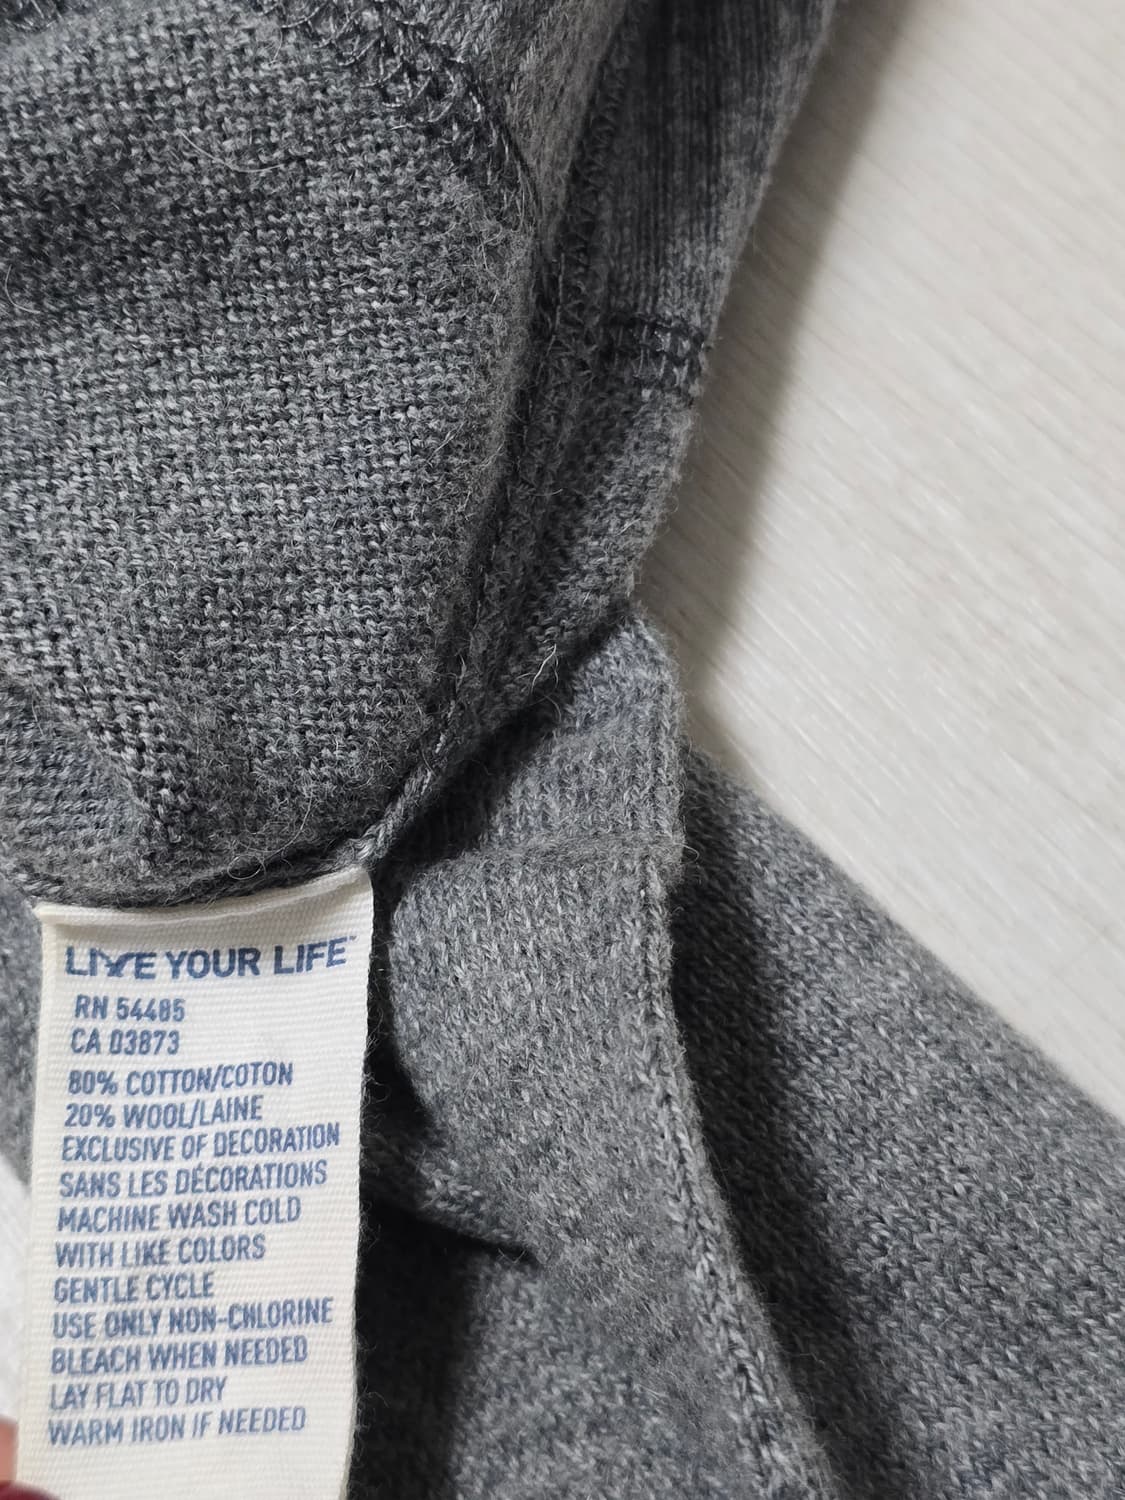 LIVE YOUR LIFE™
RN 54485
CA 03873
80% COTTON/COTON
20% WOOL/LAINE
EXCLUSIVE OF DECORATION
SANS LES DÉCORATIONS
MACHINE WASH COLD
WITH LIKE COLORS
GENTLE CYCLE
USE ONLY NON-CHLORINE
BLEACH WHEN NEEDED
LAY FLAT TO DRY
WARM IRON IF NEEDED